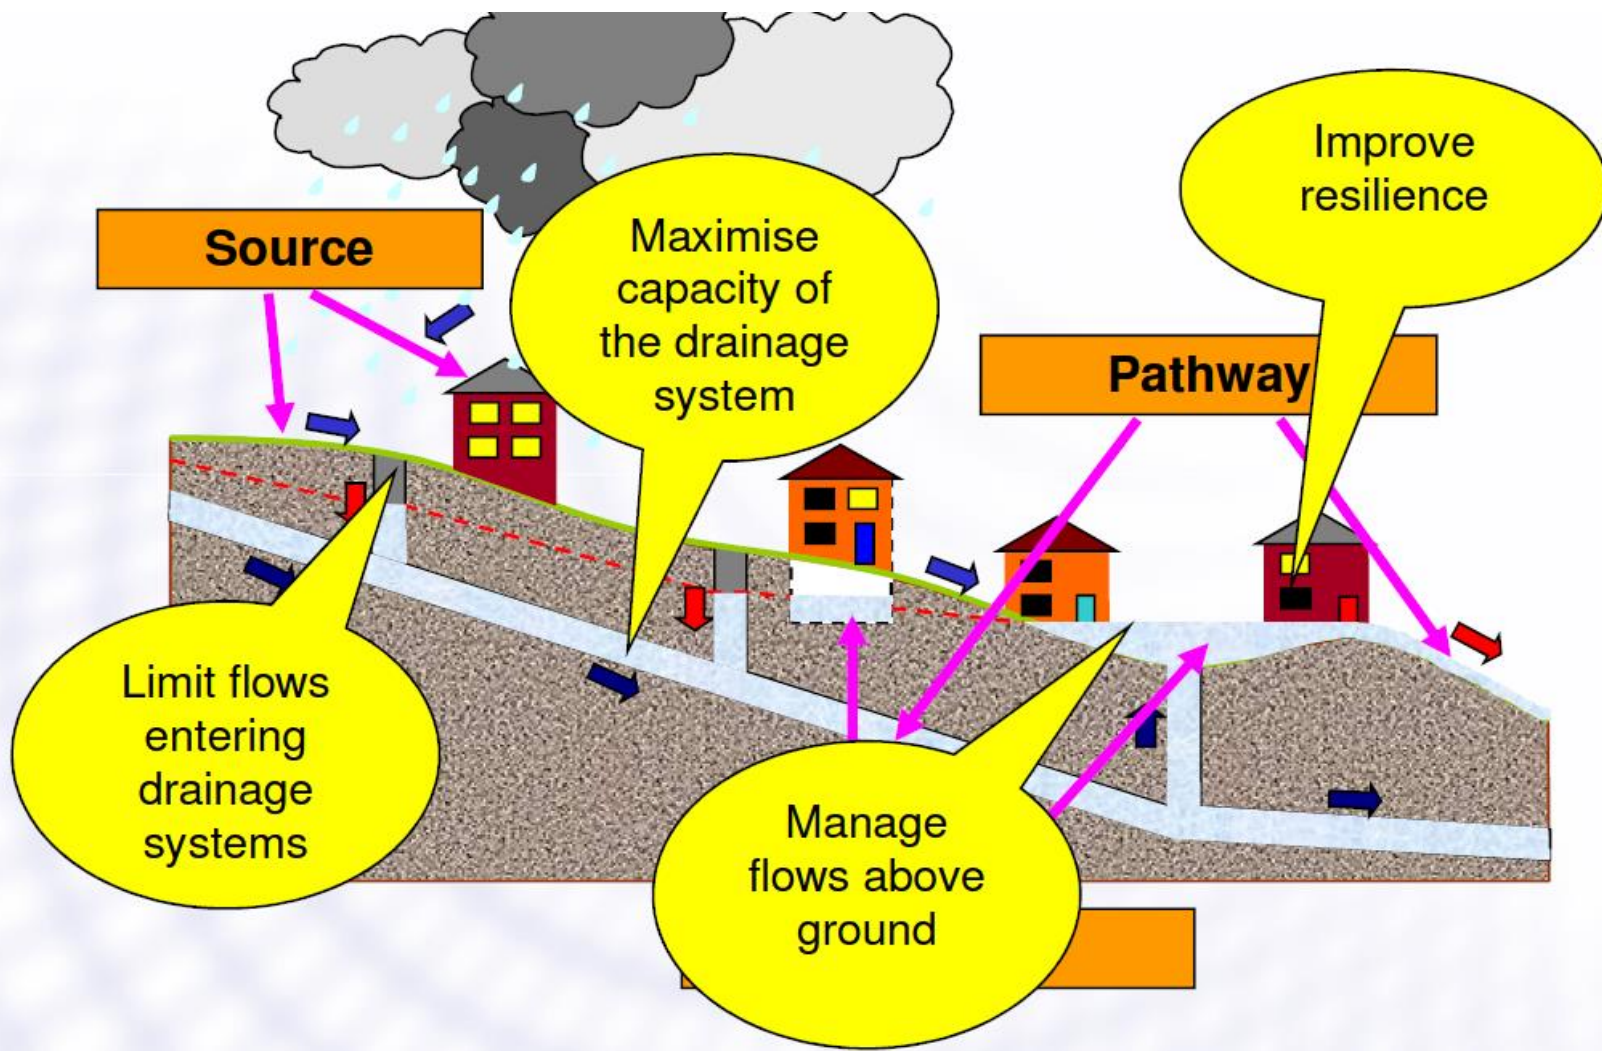 Source
Maximise
capacity of
the drainage
system
Improve
resilience
Pathway
Limit flows
entering
drainage
systems
Manage
flows above
ground